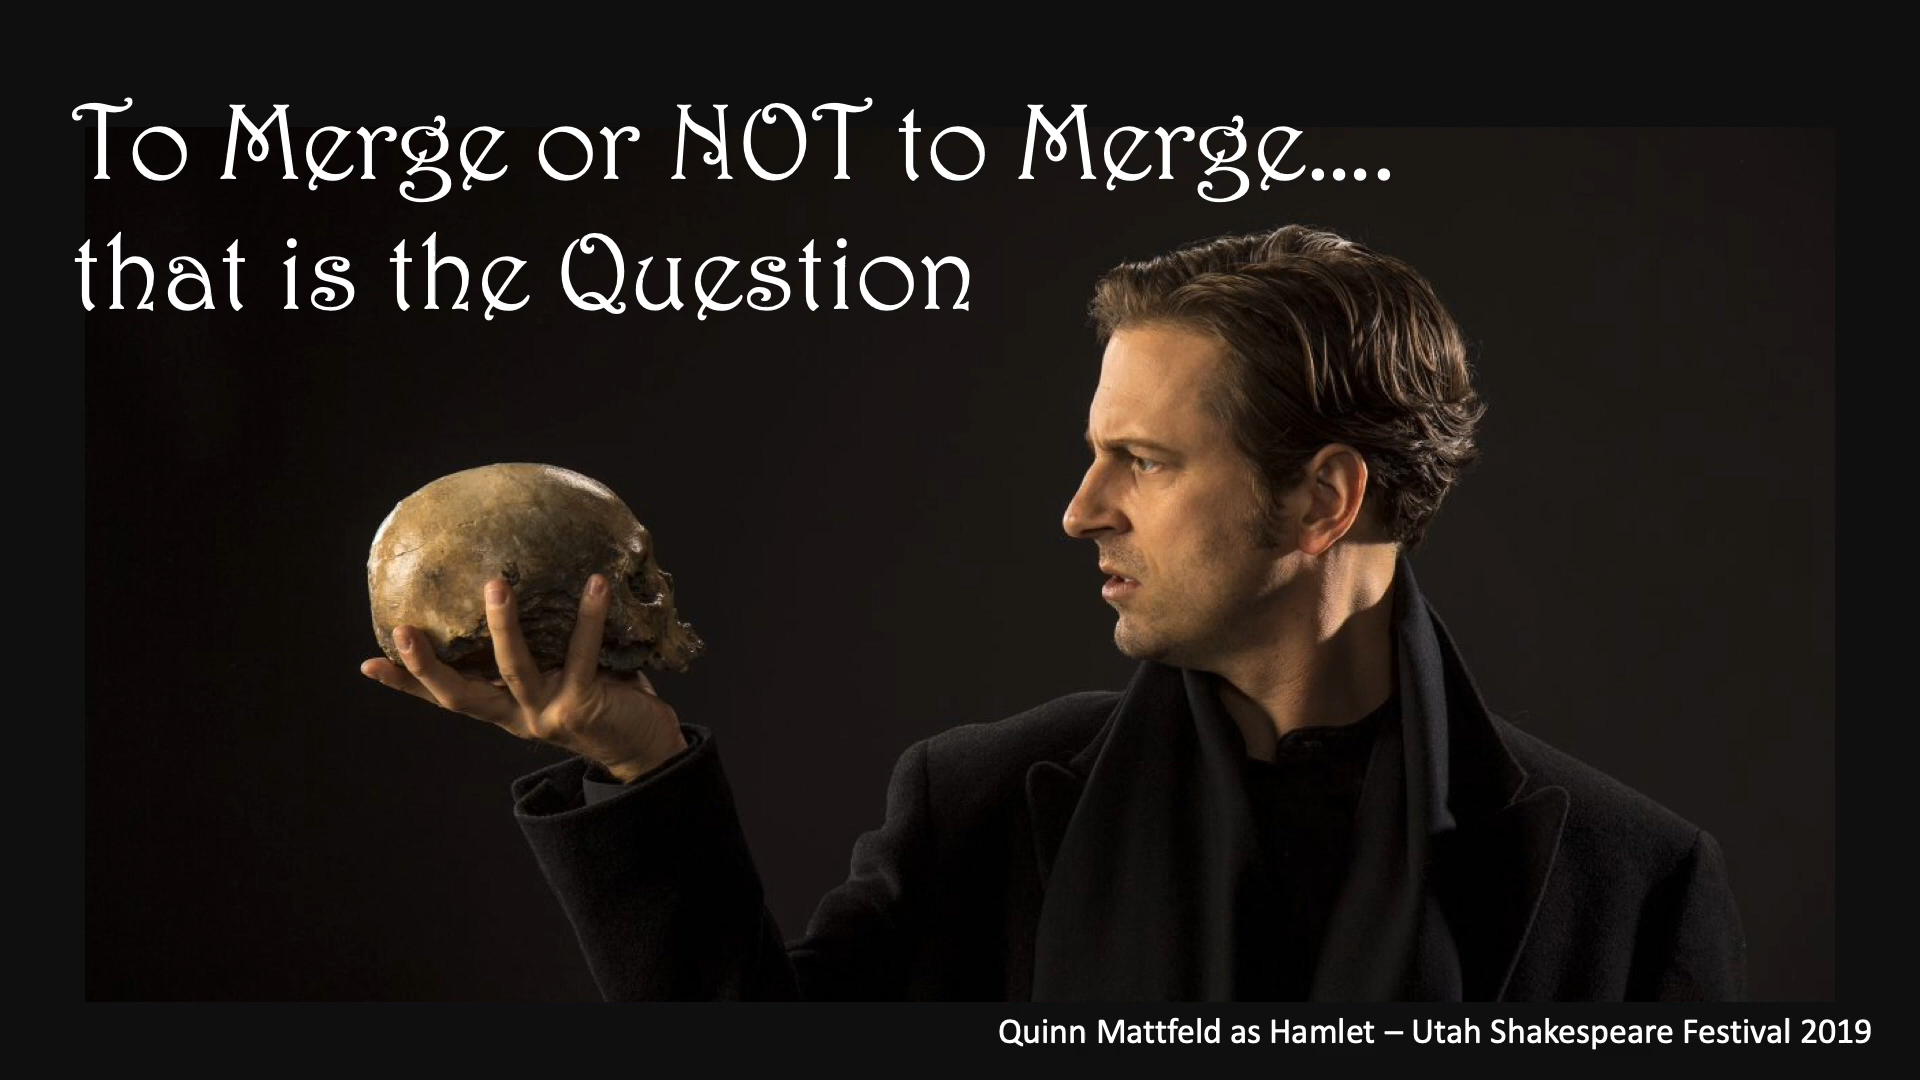 To Merge or NOT to Merge....
that is the Question
Quinn Mattfeld as Hamlet – Utah Shakespeare Festival 2019